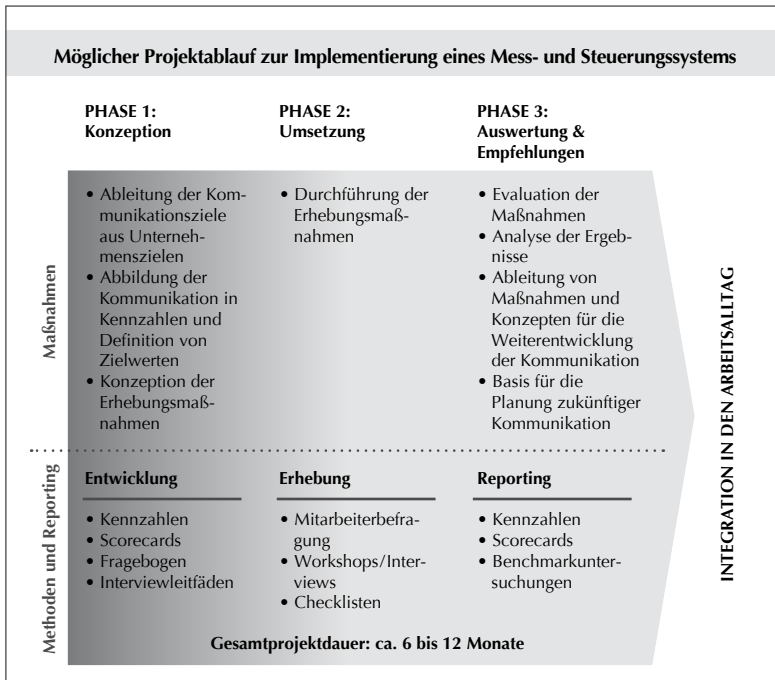 Möglicher Projektablauf zur Implementierung eines Mess- und Steuerungssystems
PHASE 1:
Konzeption
PHASE 2:
Umsetzung
PHASE 3:
Auswertung &
Empfehlungen
Maßnahmen
• Ableitung der Kom-
munikationsziele
aus Unterneh-
menszielen
• Abbildung der
Kommunikation in
Kennzahlen und
Definition von
Zielwerten
• Konzeption der
Erhebungsmaß-
nahmen
• Durchführung der
Erhebungsmaß-
nahmen
• Evaluation der
Maßnahmen
• Analyse der Ergeb-
nisse
• Ableitung von
Maßnahmen und
Konzepten für die
Weiterentwicklung
der Kommunikation
• Basis für die
Planung zukünftiger
Kommunikation
Methoden und Reporting
Entwicklung
• Kennzahlen
• Scorecards
• Fragebogen
• Interviewleitfäden
Erhebung
• Mitarbeiterbefra-
gung
• Workshops/Inter-
views
• Checklisten
Reporting
• Kennzahlen
• Scorecards
• Benchmarkunter-
suchungen
Gesamtprojektdauer: ca. 6 bis 12 Monate
INTEGRATION IN DEN ARBEITSALLTAG